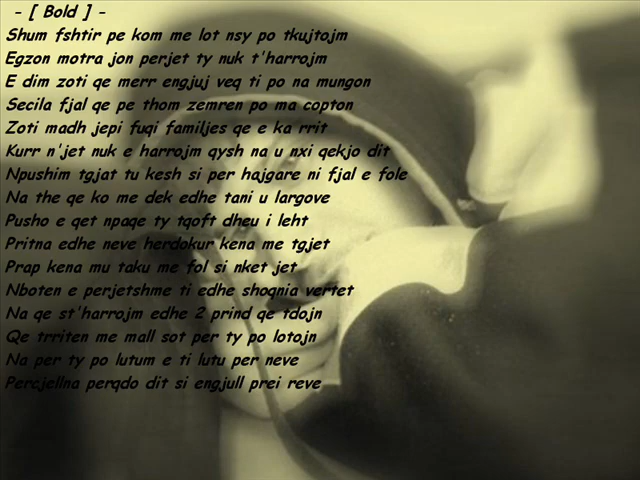 - [ Bold ] -
Shum fshtir pe kom me lot nsy po tkujtojm
Egzon motra jon perjet ty nuk t'harrojm
E dim zoti qe merr engjuj veq ti po na mungon
Secila fjal qe pe thom zemren po ma copton
Zoti madh jepi fuqi familjes qe e ka rrit
Kurr n'jet nuk e harrojm qysh na u nxi qekjo dit
Npushim tgjat tu kesh si per hajgare ni fjal e fole
Na the qe ko me dek edhe tani u largove
Pusho e qet npaqe ty tqoft dheu i leht
Pritna edhe neve herdokur kena me tgjet
Prap kena mu taku me fol si nket jet
Nboten e perjetshme ti edhe shoqnia vertet
Na qe st'harrojm edhe 2 prind qe tdojn
Qe trriten me mall sot per ty po lotojn
Na per ty po lutum e ti lutu per neve
Percjellna perqdo dit si engjull prei reve